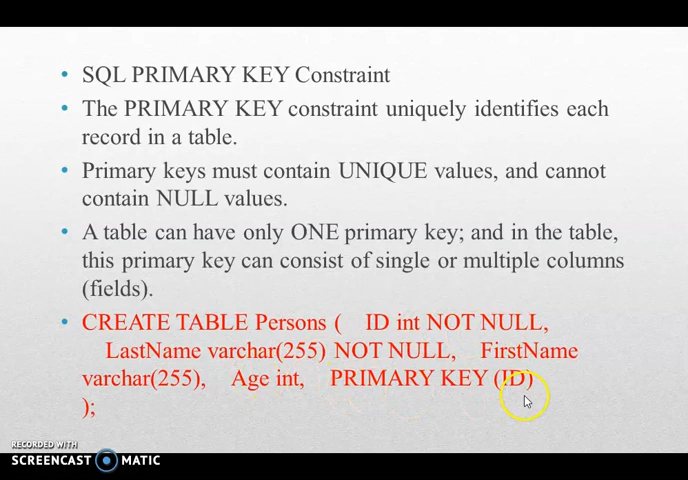 SQL PRIMARY KEY Constraint
The PRIMARY KEY constraint uniquely identifies each
record in a table.
Primary keys must contain UNIQUE values, and cannot
contain NULL values.
A table can have only ONE primary key; and in the table,
this primary key can consist of single or multiple columns
(fields).
CREATE TABLE Persons (    ID int NOT NULL,
LastName varchar(255) NOT NULL,    FirstName
varchar(255),    Age int,    PRIMARY KEY (ID)
);
RECORDED WITH
SCREENCAST MATIC